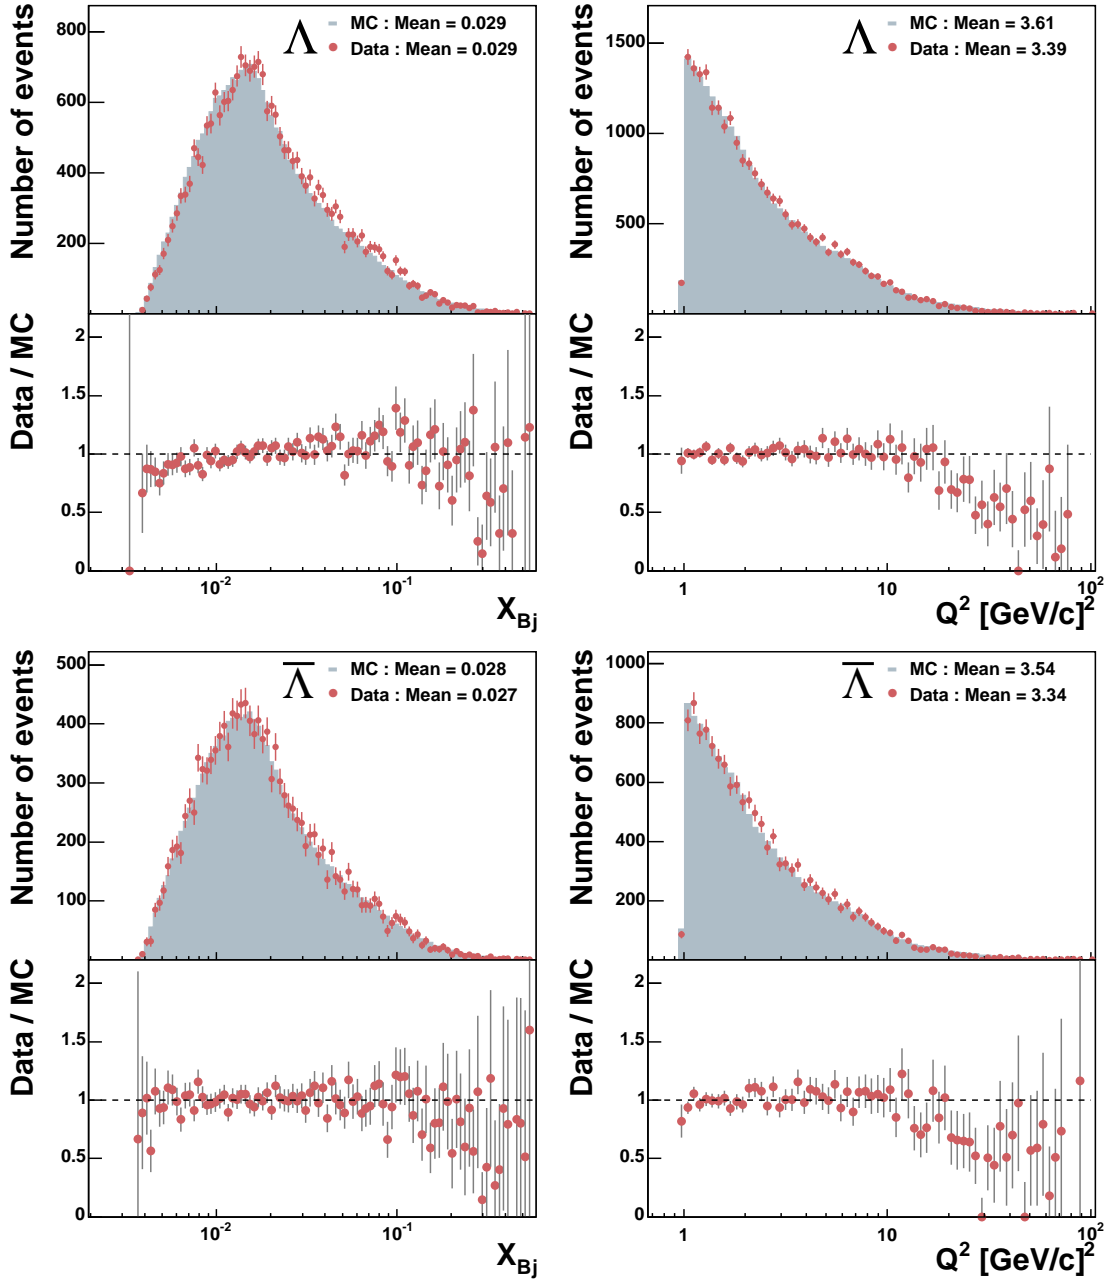 Number of events
800
600
400
200
Λ
MC : Mean = 0.029
Data : Mean = 0.029
Data / MC
2
1.5
1
0.5
0
10^-2
10^-1
X_Bj
Number of events
1500
1000
500
Λ
MC : Mean = 3.61
Data : Mean = 3.39
Data / MC
2
1.5
1
0.5
0
1
10
10^2
Q^2 [GeV/c]^2
Number of events
500
400
300
200
100
Λ̅
MC : Mean = 0.028
Data : Mean = 0.027
Data / MC
2
1.5
1
0.5
0
10^-2
10^-1
X_Bj
Number of events
1000
800
600
400
200
Λ̅
MC : Mean = 3.54
Data : Mean = 3.34
Data / MC
2
1.5
1
0.5
0
1
10
10^2
Q^2 [GeV/c]^2